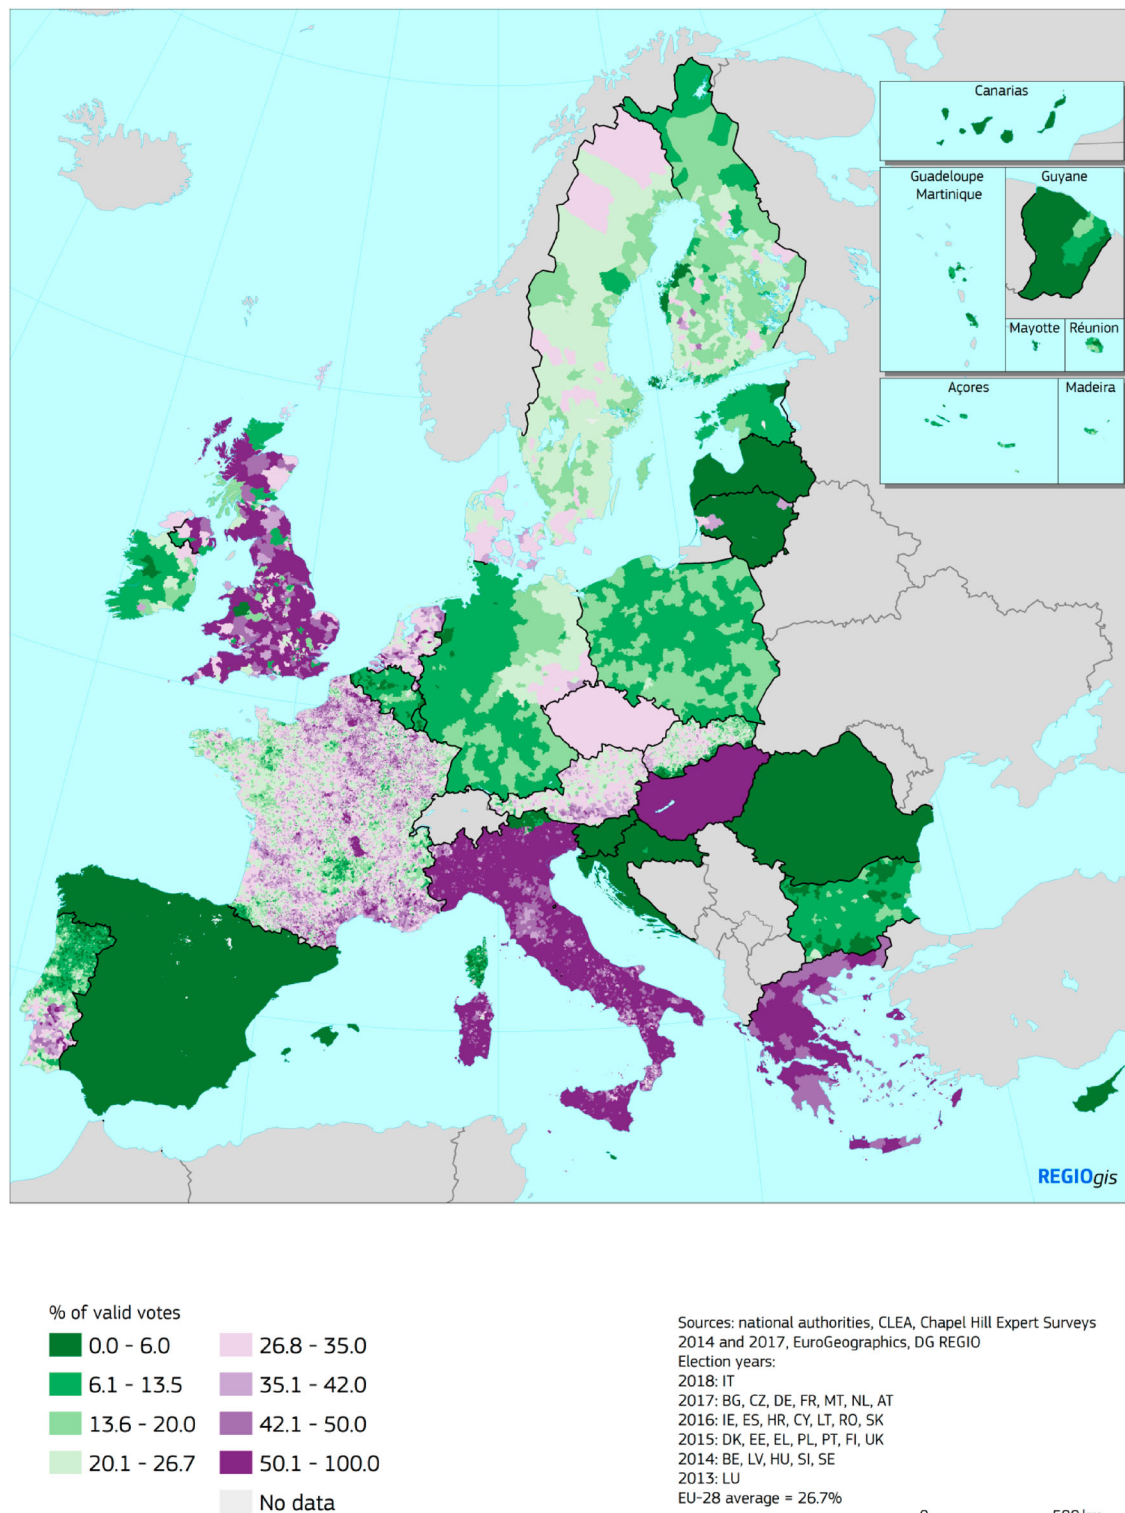 Canarias
Guadeloupe
Martinique
Guyane
Mayotte
Réunion
Açores
Madeira
REGIOgis
% of valid votes
0.0 - 6.0
6.1 - 13.5
13.6 - 20.0
20.1 - 26.7
26.8 - 35.0
35.1 - 42.0
42.1 - 50.0
50.1 - 100.0
No data
Sources: national authorities, CLEA, Chapel Hill Expert Surveys
2014 and 2017, EuroGeographics, DG REGIO
Election years:
2018: IT
2017: BG, CZ, DE, FR, MT, NL, AT
2016: IE, ES, HR, CY, LT, RO, SK
2015: DK, EE, EL, PL, PT, FI, UK
2014: BE, LV, HU, SI, SE
2013: LU
EU-28 average = 26.7%